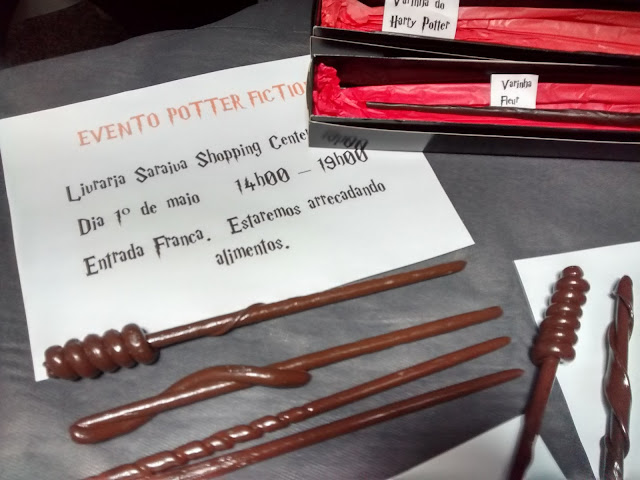 Varinha do
Harry Potter
Varinha
Fleur
EVENTO POTTER FICTIO
Livraria Saraiva Shopping Cente
Dia 1º de maio 14h00 – 19h00
Entrada Franca. Estaremos arrecadando
alimentos.